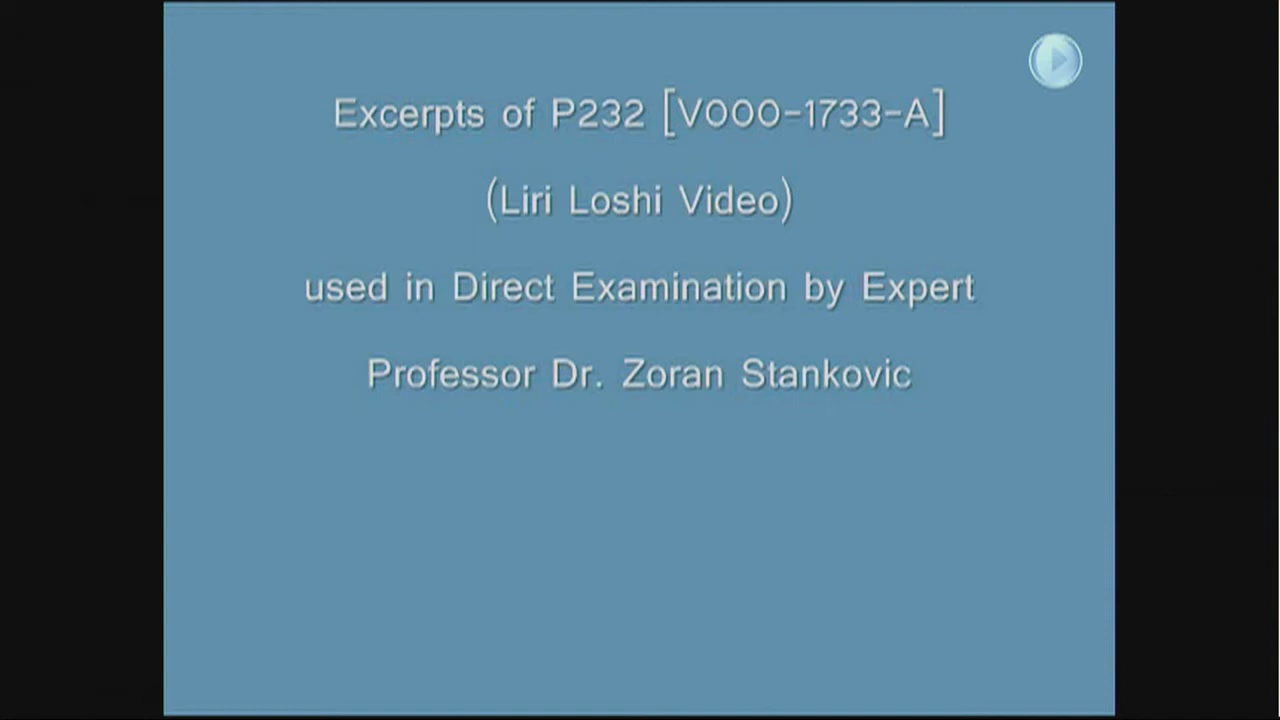 Excerpts of P232 [V000-1733-A]
(Liri Loshi Video)
used in Direct Examination by Expert
Professor Dr. Zoran Stankovic